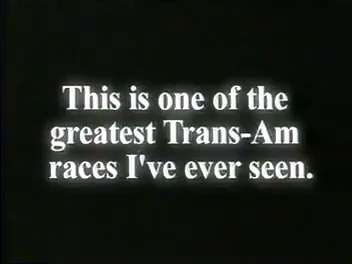 This is one of the
greatest Trans-Am
races I've ever seen.